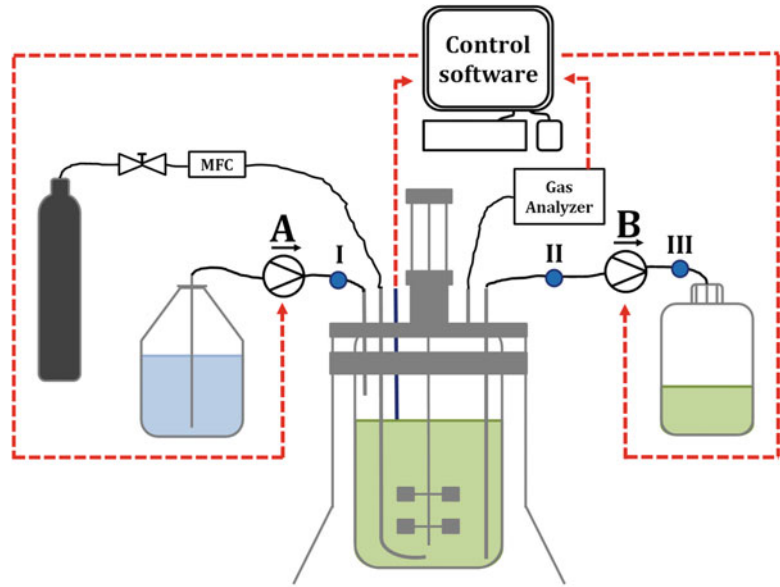 Control
software
MFC
Gas
Analyzer
A
I
B
II
III